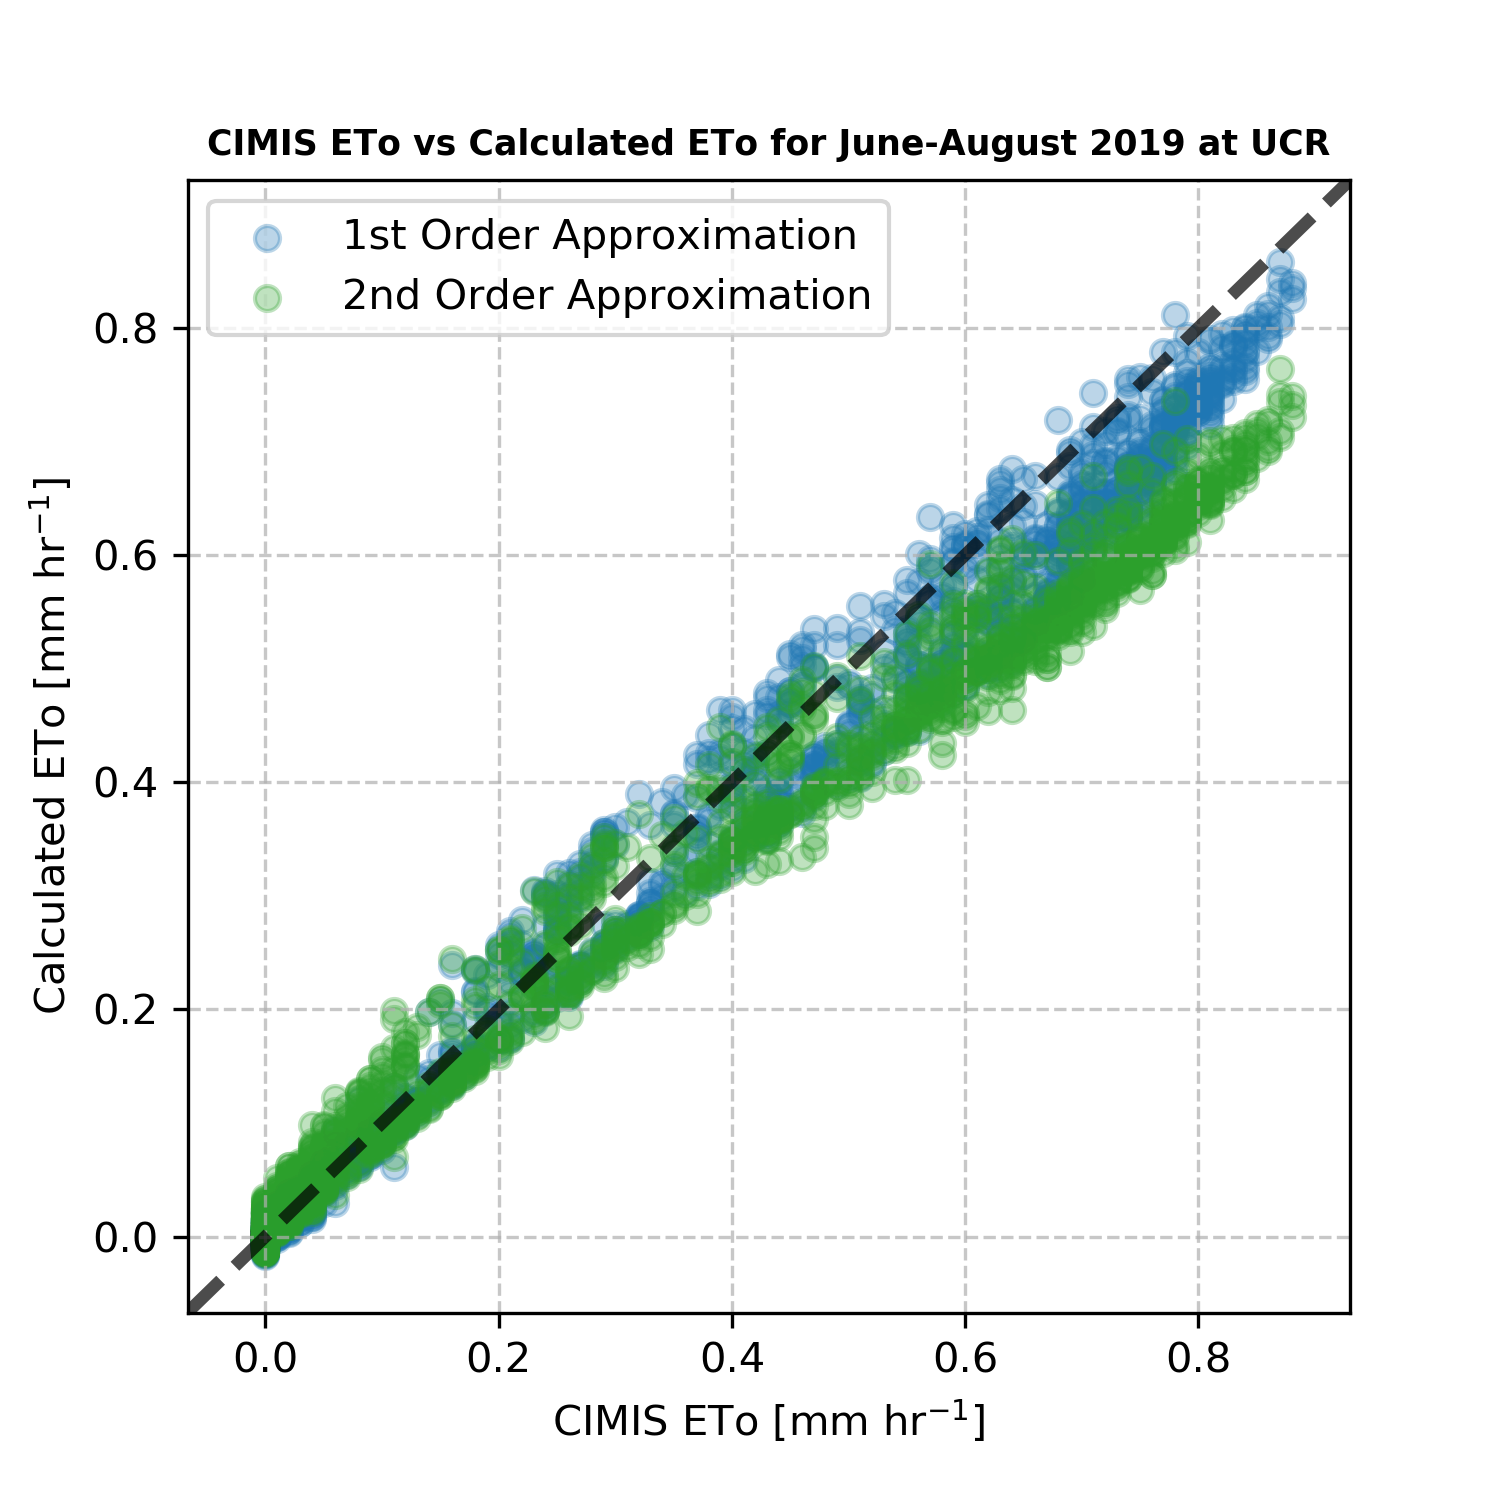 CIMIS ETo vs Calculated ETo for June-August 2019 at UCR
1st Order Approximation
2nd Order Approximation
Calculated ETo [mm hr⁻¹]
0.8
0.6
0.4
0.2
0.0
0.0 0.2 0.4 0.6 0.8
CIMIS ETo [mm hr⁻¹]